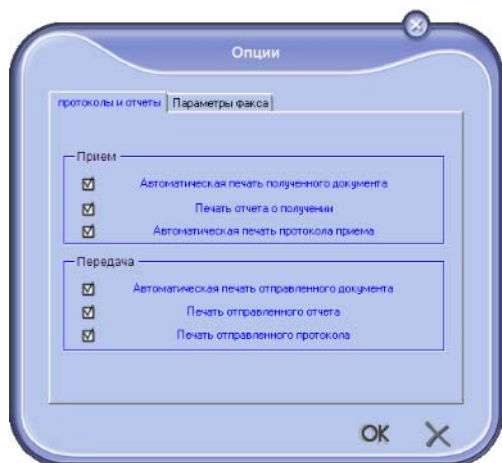 Опции
протоколы и отчеты Параметры факса
Прием
Автоматическая печать полученного документа
Печать отчета о получении
Автоматическая печать протокола приема
Передача
Автоматическая печать отправленного документа
Печать отправленного отчета
Печать отправленного протокола
OK